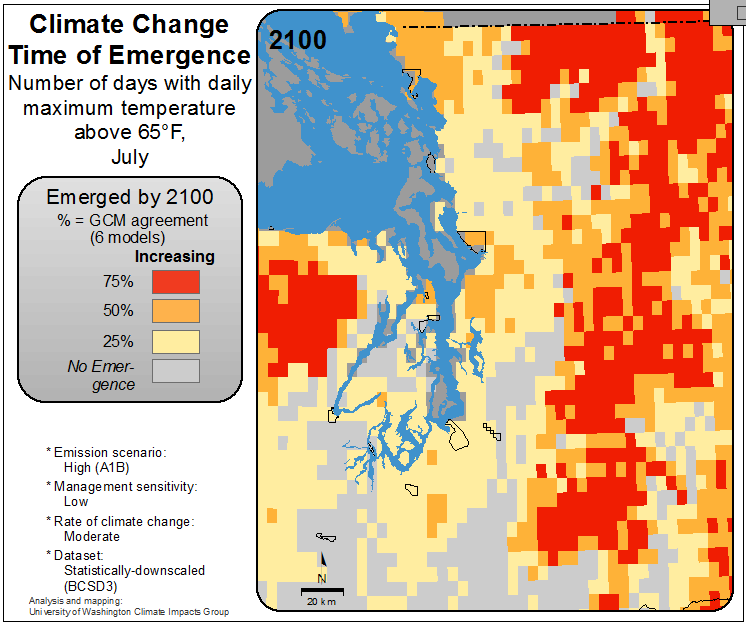 Climate Change
Time of Emergence
Number of days with daily
maximum temperature
above 65°F,
July
Emerged by 2100
% = GCM agreement
(6 models)
Increasing
75%
50%
25%
No Emer-
gence
* Emission scenario:
High (A1B)
* Management sensitivity:
Low
* Rate of climate change:
Moderate
* Dataset:
Statistically-downscaled
(BCSD3)
Analysis and mapping:
University of Washington Climate Impacts Group
2100
N
20 km